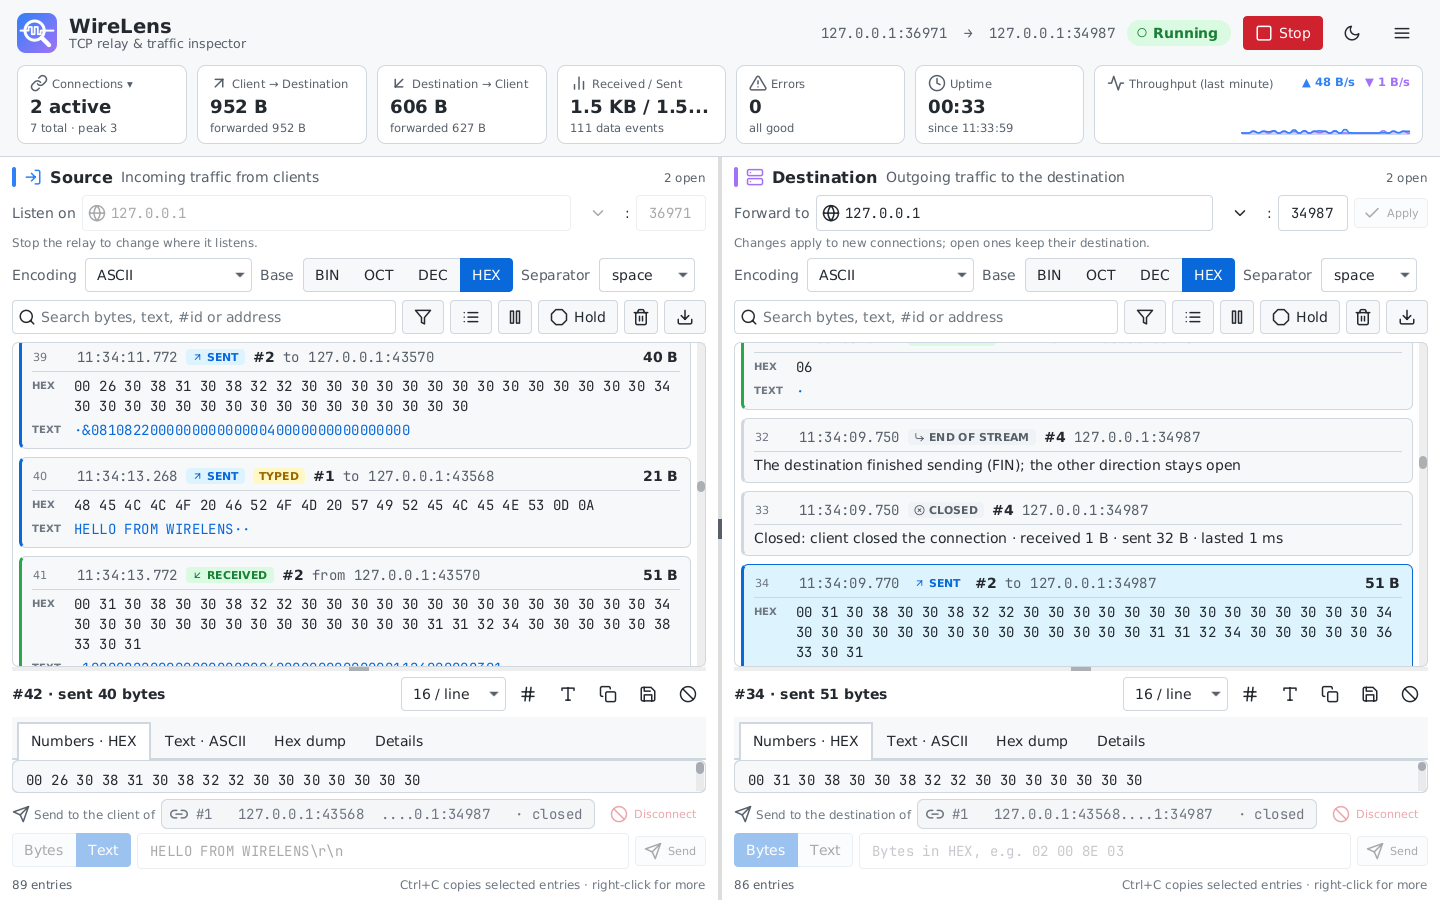 WireLens
TCP relay & traffic inspector
127.0.0.1:36971 → 127.0.0.1:34987
Running
Stop
Connections ▾
2 active
7 total · peak 3
Client → Destination
952 B
forwarded 952 B
Destination → Client
606 B
forwarded 627 B
Received / Sent
1.5 KB / 1.5...
111 data events
Errors
0
all good
Uptime
00:33
since 11:33:59
Throughput (last minute) ▲ 48 B/s ▼ 1 B/s
Source Incoming traffic from clients 2 open
Listen on 127.0.0.1 : 36971
Stop the relay to change where it listens.
Encoding ASCII Base BIN OCT DEC HEX Separator space
Search bytes, text, #id or address Hold
39 11:34:11.772 SENT #2 to 127.0.0.1:43570 40 B
HEX 00 26 30 38 31 30 38 32 32 30 30 30 30 30 30 30 30 30 30 30 30 30 30 34
30 30 30 30 30 30 30 30 30 30 30 30 30 30 30 30
TEXT ·&08108220000000000000040000000000000000
40 11:34:13.268 SENT TYPED #1 to 127.0.0.1:43568 21 B
HEX 48 45 4C 4C 4F 20 46 52 4F 4D 20 57 49 52 45 4C 45 4E 53 0D 0A
TEXT HELLO FROM WIRELENS··
41 11:34:13.772 RECEIVED #2 from 127.0.0.1:43570 51 B
HEX 00 31 30 38 30 30 38 32 32 30 30 30 30 30 30 30 30 30 30 30 30 30 30 34
30 30 30 30 30 30 30 30 30 30 30 30 30 30 31 31 32 34 30 30 30 30 30 38
33 30 31
#42 · sent 40 bytes 16 / line
Numbers · HEX Text · ASCII Hex dump Details
00 26 30 38 31 30 38 32 32 30 30 30 30 30 30 30
Send to the client of #1 127.0.0.1:43568 ....0.1:34987 · closed Disconnect
Bytes Text HELLO FROM WIRELENS\r\n Send
89 entries Ctrl+C copies selected entries · right-click for more
Destination Outgoing traffic to the destination 2 open
Forward to 127.0.0.1 : 34987 Apply
Changes apply to new connections; open ones keep their destination.
Encoding ASCII Base BIN OCT DEC HEX Separator space
Search bytes, text, #id or address Hold
HEX 06
TEXT ·
32 11:34:09.750 END OF STREAM #4 127.0.0.1:34987
The destination finished sending (FIN); the other direction stays open
33 11:34:09.750 CLOSED #4 127.0.0.1:34987
Closed: client closed the connection · received 1 B · sent 32 B · lasted 1 ms
34 11:34:09.770 SENT #2 to 127.0.0.1:34987 51 B
HEX 00 31 30 38 30 30 38 32 32 30 30 30 30 30 30 30 30 30 30 30 30 30 30 34
30 30 30 30 30 30 30 30 30 30 30 30 30 30 31 31 32 34 30 30 30 30 30 36
33 30 31
#34 · sent 51 bytes 16 / line
Numbers · HEX Text · ASCII Hex dump Details
00 31 30 38 30 30 38 32 32 30 30 30 30 30 30 30
Send to the destination of #1 127.0.0.1:43568....1:34987 · closed Disconnect
Bytes Text Bytes in HEX, e.g. 02 00 8E 03 Send
86 entries Ctrl+C copies selected entries · right-click for more